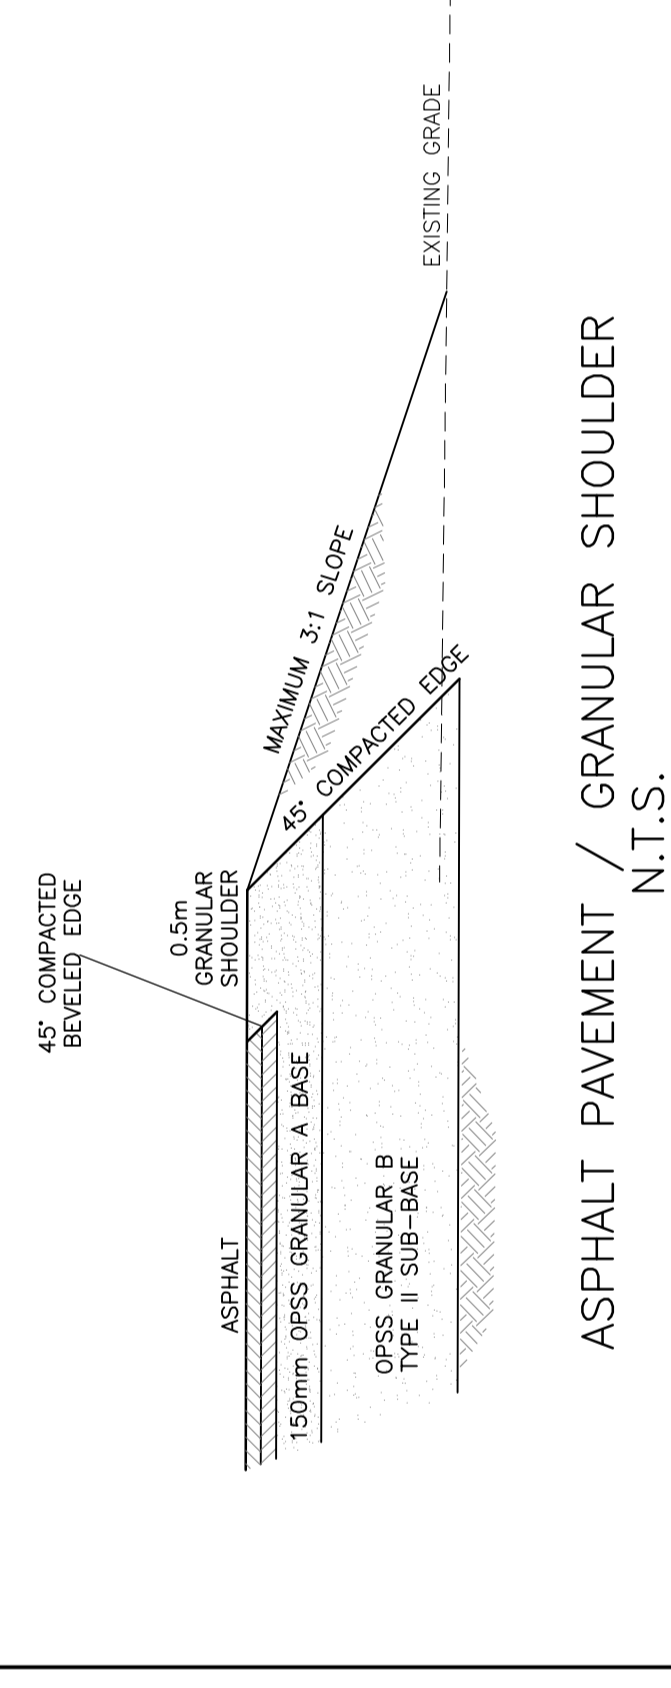 45° COMPACTED
BEVELED EDGE
0.5m
GRANULAR
SHOULDER
ASPHALT
MAXIMUM 3:1 SLOPE
EXISTING GRADE
45° COMPACTED EDGE
150mm OPSS GRANULAR A BASE
OPSS GRANULAR B
TYPE II SUB-BASE
ASPHALT PAVEMENT / GRANULAR SHOULDER
N.T.S.